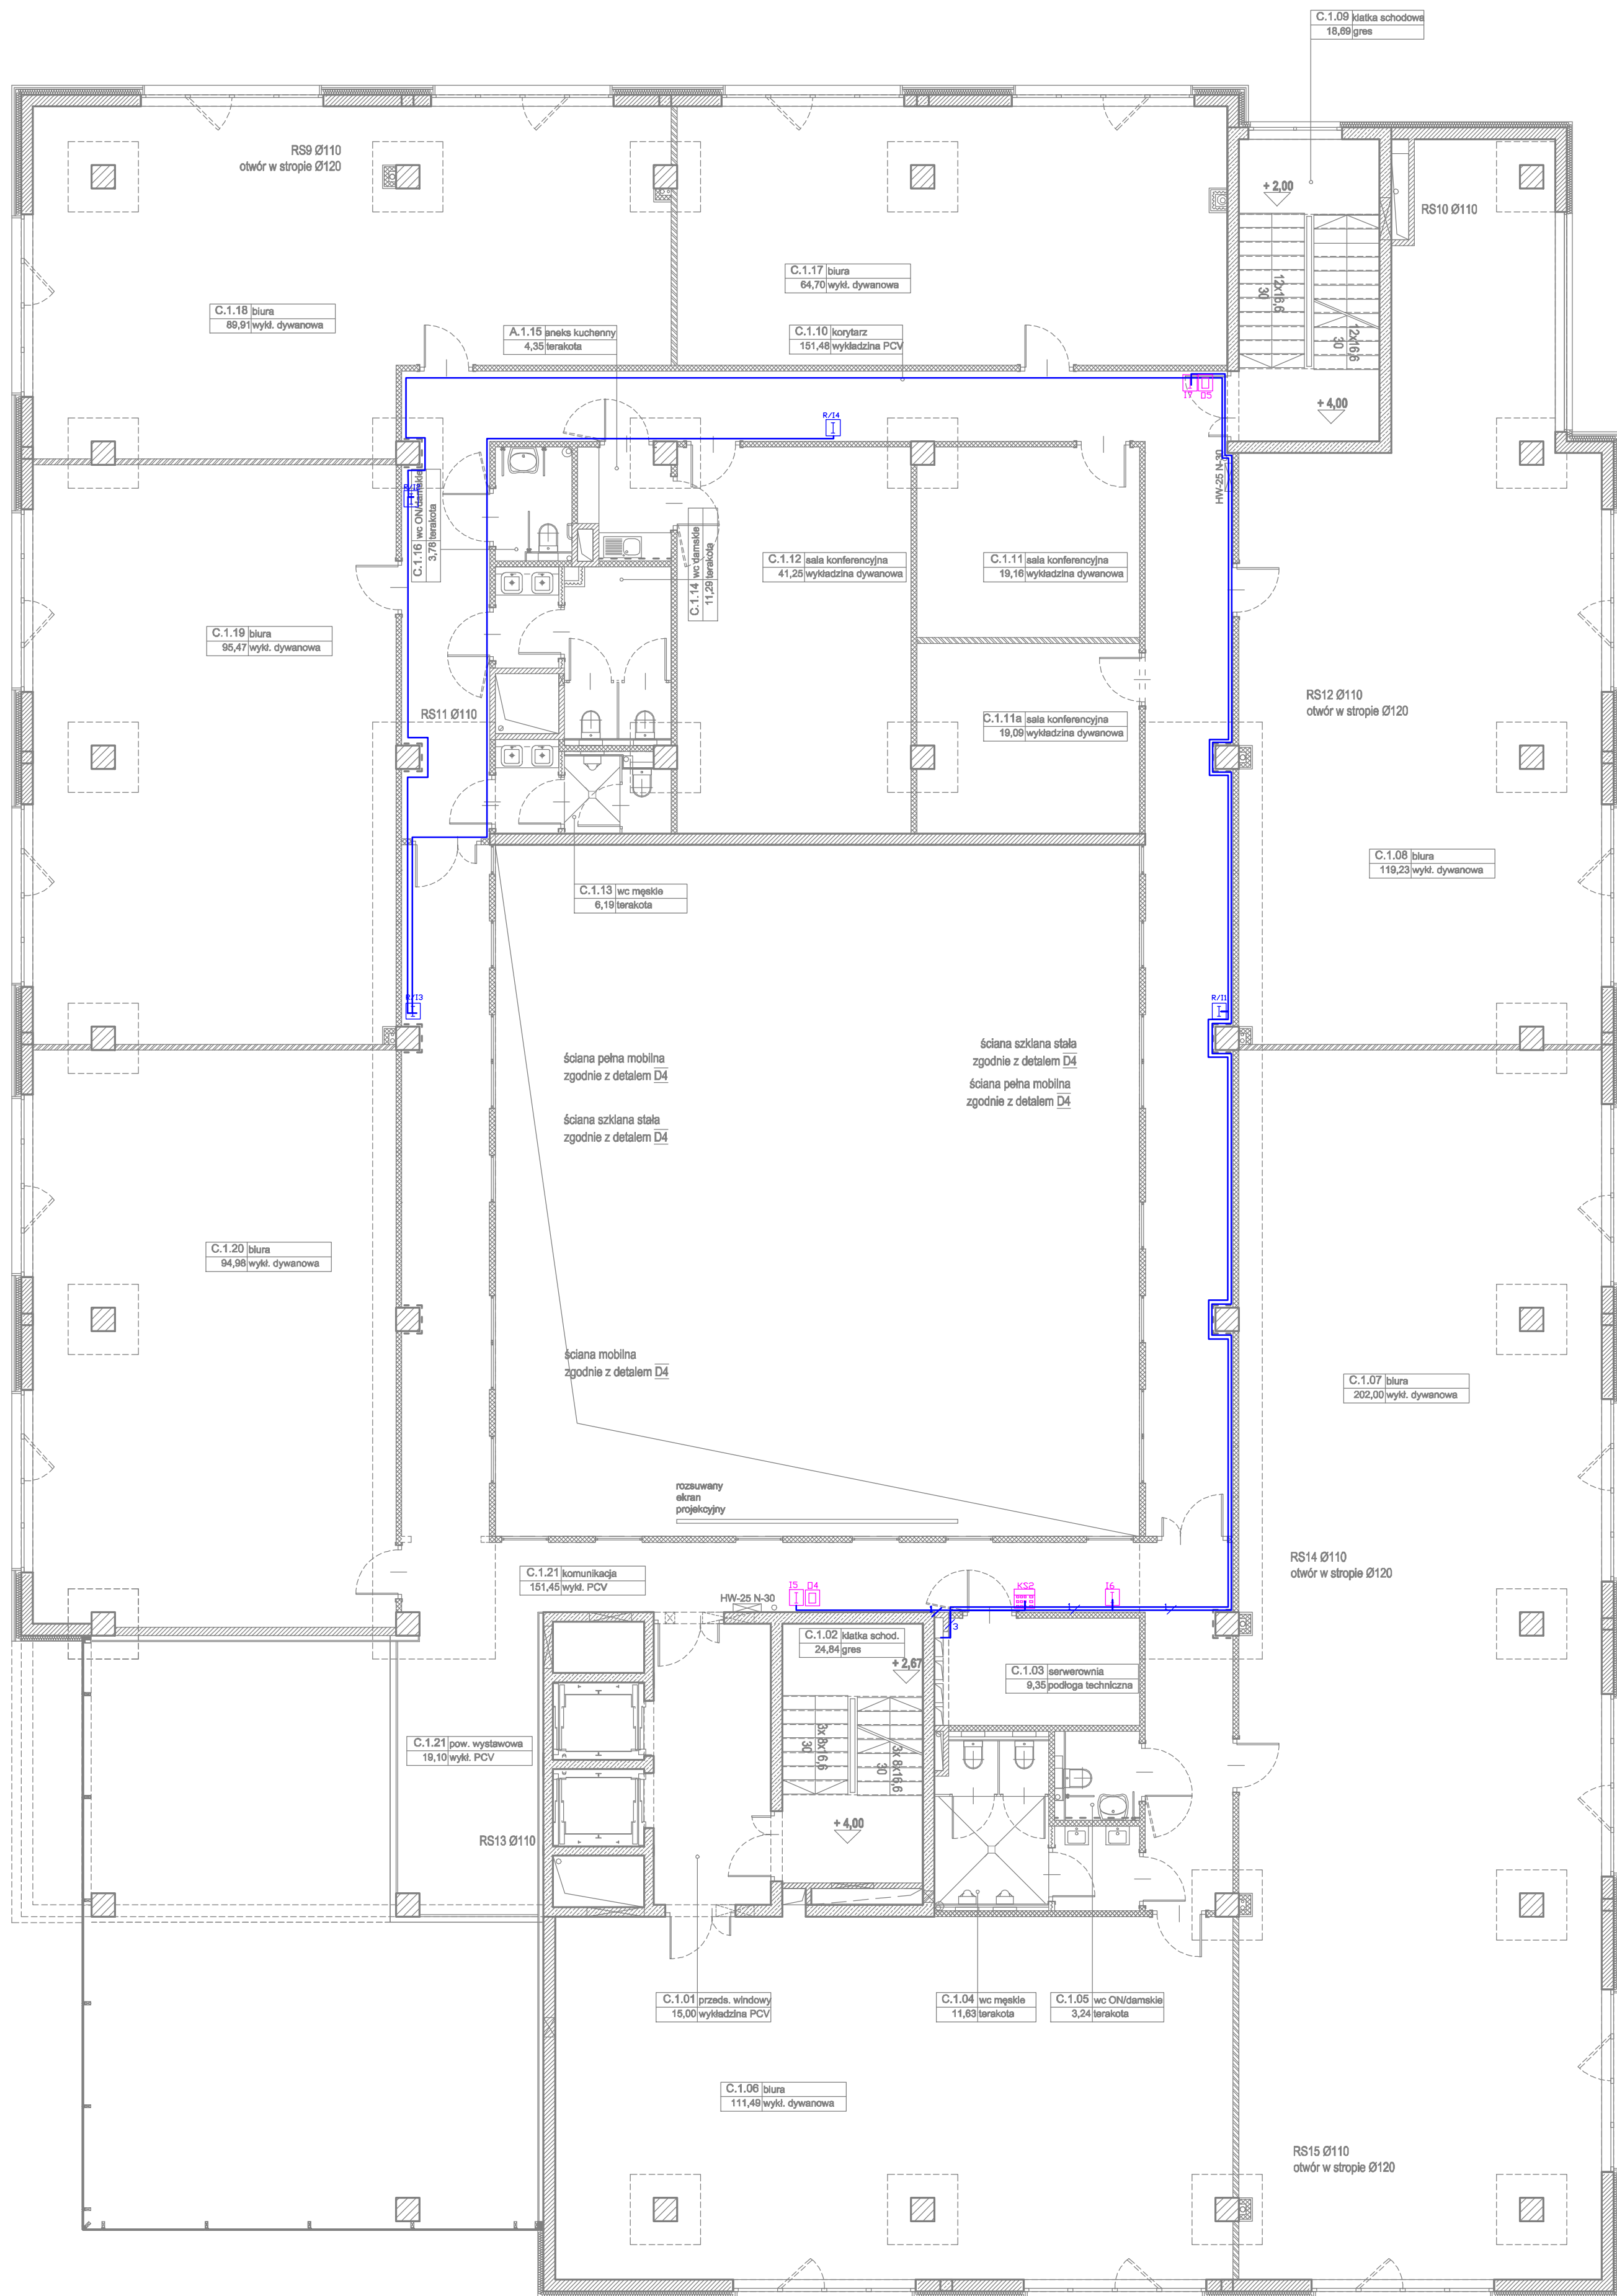 C.1.09 klatka schodowa
18,69 gres
RS9 Ø110
otwór w stropie Ø120
+ 2,00
RS10 Ø110
C.1.17 biura
64,70 wykł. dywanowa
12x16,6
30
12x16,6
30
C.1.18 biura
89,91 wykł. dywanowa
A.1.15 aneks kuchenny
4,35 terakota
C.1.10 korytarz
151,48 wykładzina PCV
I7
D5
+ 4,00
R/I4
HW-25 N-30
R/I2
C.1.16 wc ON/damskie
3,78 terakota
C.1.14 wc damskie
11,29 terakota
C.1.12 sala konferencyjna
41,25 wykładzina dywanowa
C.1.11 sala konferencyjna
19,16 wykładzina dywanowa
C.1.19 biura
95,47 wykł. dywanowa
RS11 Ø110
C.1.11a sala konferencyjna
19,09 wykładzina dywanowa
RS12 Ø110
otwór w stropie Ø120
C.1.08 biura
119,23 wykł. dywanowa
C.1.13 wc męskie
6,19 terakota
R/I3
R/I1
ściana pełna mobilna
zgodnie z detalem D4
ściana szklana stała
zgodnie z detalem D4
ściana pełna mobilna
zgodnie z detalem D4
ściana szklana stała
zgodnie z detalem D4
C.1.20 biura
94,98 wykł. dywanowa
ściana mobilna
zgodnie z detalem D4
C.1.07 biura
202,00 wykł. dywanowa
rozsuwany
ekran
projekcyjny
RS14 Ø110
otwór w stropie Ø120
C.1.21 komunikacja
151,45 wykł. PCV
I5
D4
KS2
I6
HW-25 N-30
3
C.1.02 klatka schod.
24,84 gres
+ 2,67
C.1.03 serwerownia
9,35 podłoga techniczna
C.1.21 pow. wystawowa
19,10 wykł. PCV
3x 8x16,6
30
3x 8x16,6
30
RS13 Ø110
+ 4,00
C.1.01 przeds. windowy
15,00 wykładzina PCV
C.1.04 wc męskie
11,63 terakota
C.1.05 wc ON/damskie
3,24 terakota
C.1.06 biura
111,49 wykł. dywanowa
RS15 Ø110
otwór w stropie Ø120